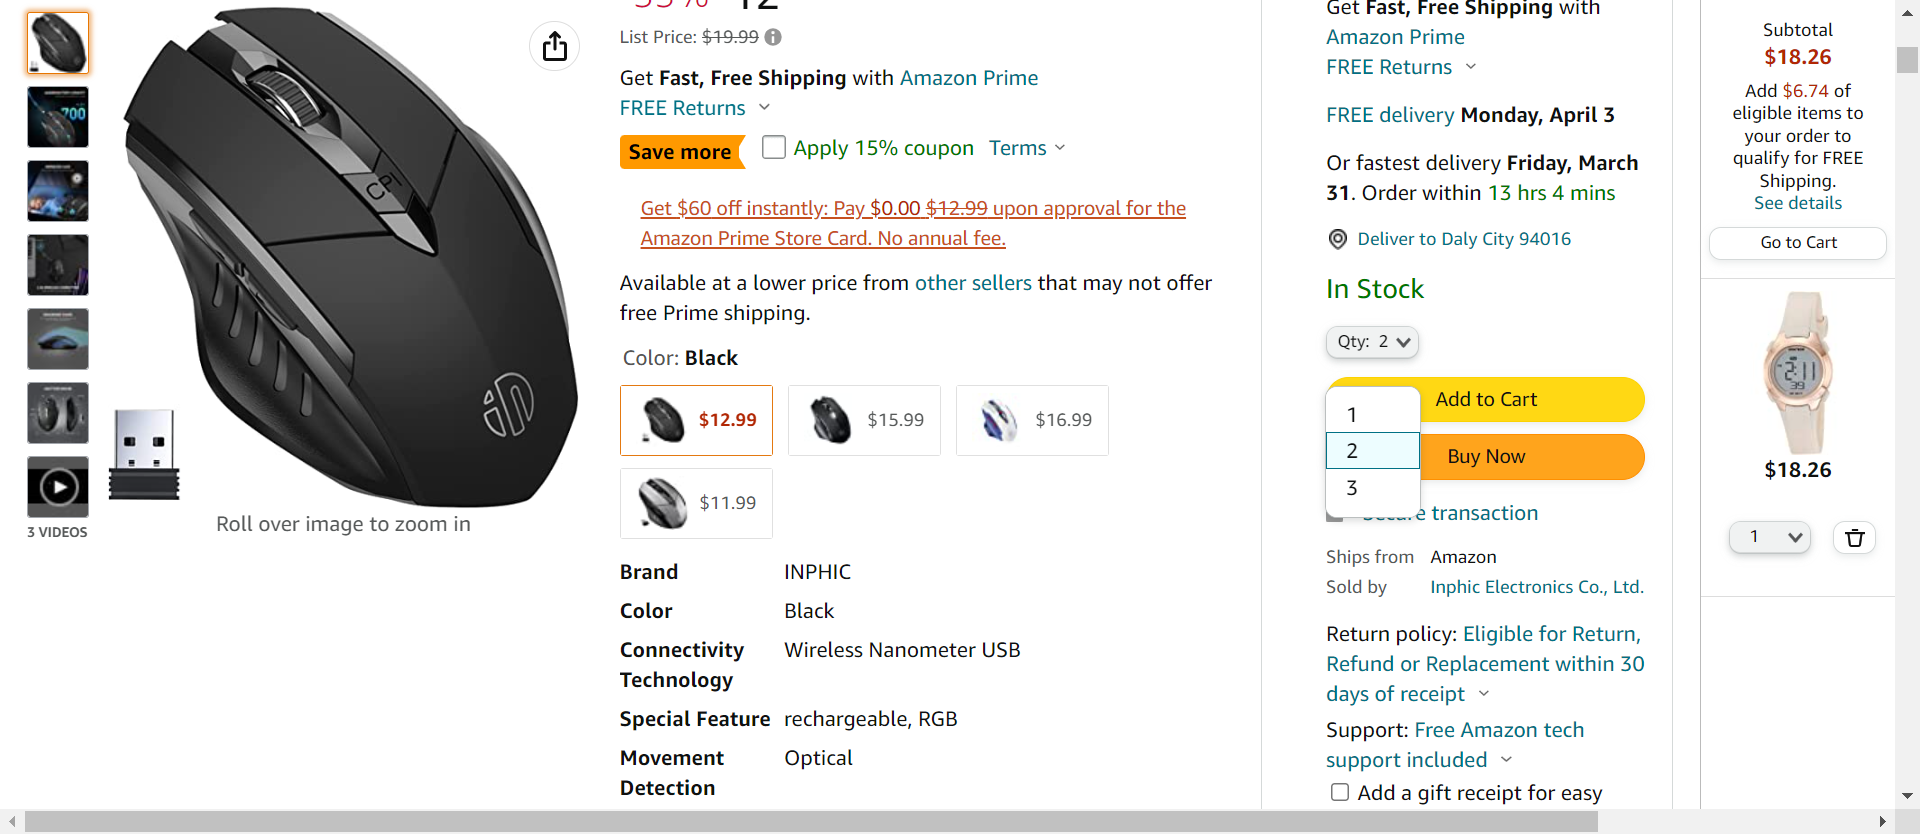 List Price: $19.99
Get Fast, Free Shipping with Amazon Prime
FREE Returns
Save more
Apply 15% coupon Terms
Get $60 off instantly: Pay $0.00 $12.99 upon approval for the
Amazon Prime Store Card. No annual fee.
Available at a lower price from other sellers that may not offer
free Prime shipping.
Color: Black
$12.99
$15.99
$16.99
$11.99
Brand INPHIC
Color Black
Connectivity Wireless Nanometer USB
Technology
Special Feature rechargeable, RGB
Movement Optical
Detection
700
CPI
in
3 VIDEOS
Roll over image to zoom in
Get Fast, Free Shipping with
Amazon Prime
FREE Returns
FREE delivery Monday, April 3
Or fastest delivery Friday, March
31. Order within 13 hrs 4 mins
Deliver to Daly City 94016
In Stock
Qty: 2
1
2
3
Add to Cart
Buy Now
transaction
Ships from Amazon
Sold by Inphic Electronics Co., Ltd.
Return policy: Eligible for Return,
Refund or Replacement within 30
days of receipt
Support: Free Amazon tech
support included
Add a gift receipt for easy
Subtotal
$18.26
Add $6.74 of
eligible items to
your order to
qualify for FREE
Shipping.
See details
Go to Cart
2:11
39
$18.26
1